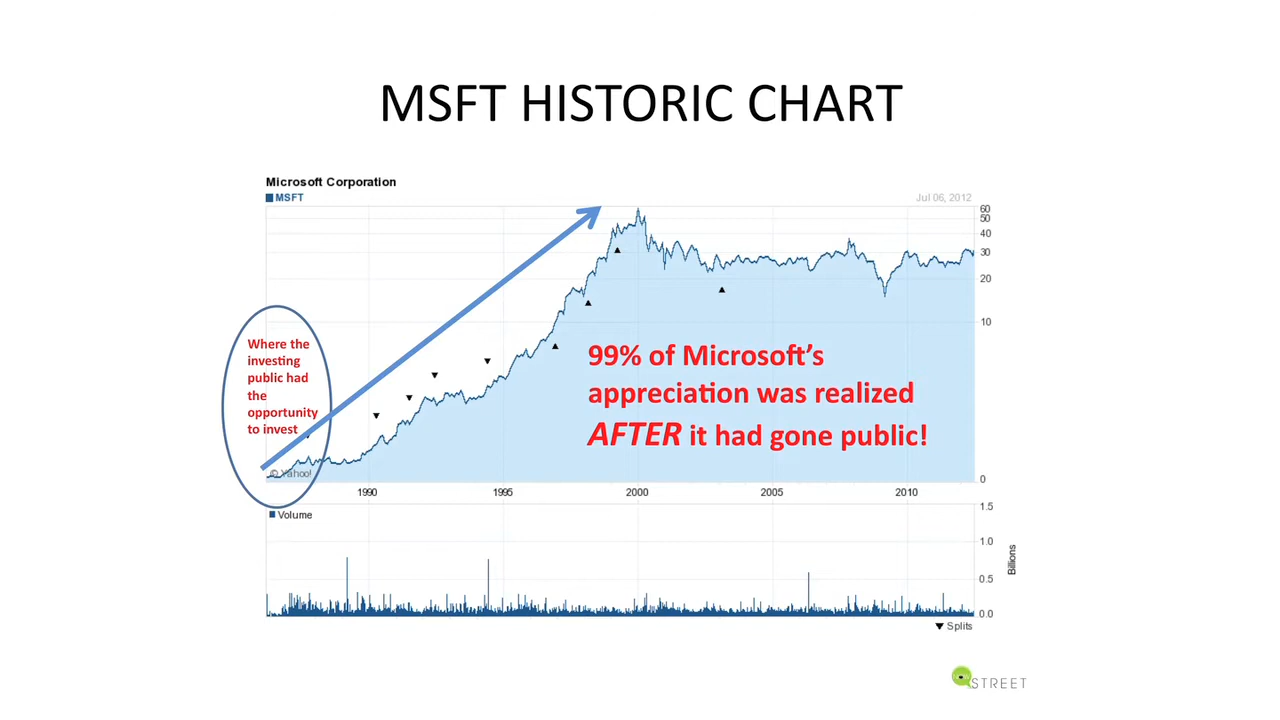 MSFT HISTORIC CHART
Microsoft Corporation
MSFT
Jul 06, 2012
60
50
40
30
20
10
0
Where the
investing
public had
the
opportunity
to invest
99% of Microsoft's
appreciation was realized
AFTER it had gone public!
© Yahoo!
1990 1995 2000 2005 2010
Volume
1.5
1.0
0.5
0.0
Billions
Splits
STREET